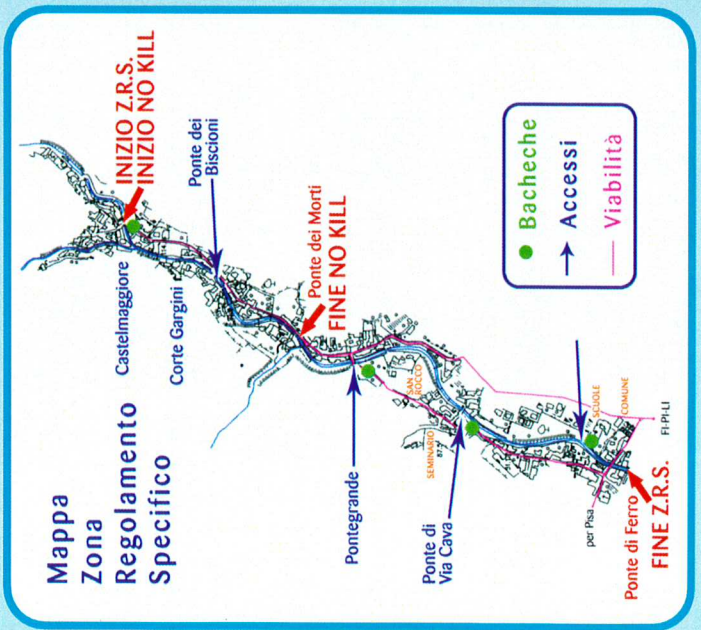 Mappa
Zona
Regolamento
Specifico
INIZIO Z.R.S.
INIZIO NO KILL
Castelmaggiore
Ponte dei
Biscioni
Corte Gargini
Ponte dei Morti
FINE NO KILL
Pontegrande
SAN
ROCCO
SEMINARIO
Ponte di
Via Cava
SCUOLE
COMUNE
FI-PI-LI
per Pisa
Ponte di Ferro
FINE Z.R.S.
Bacheche
Accessi
Viabilità